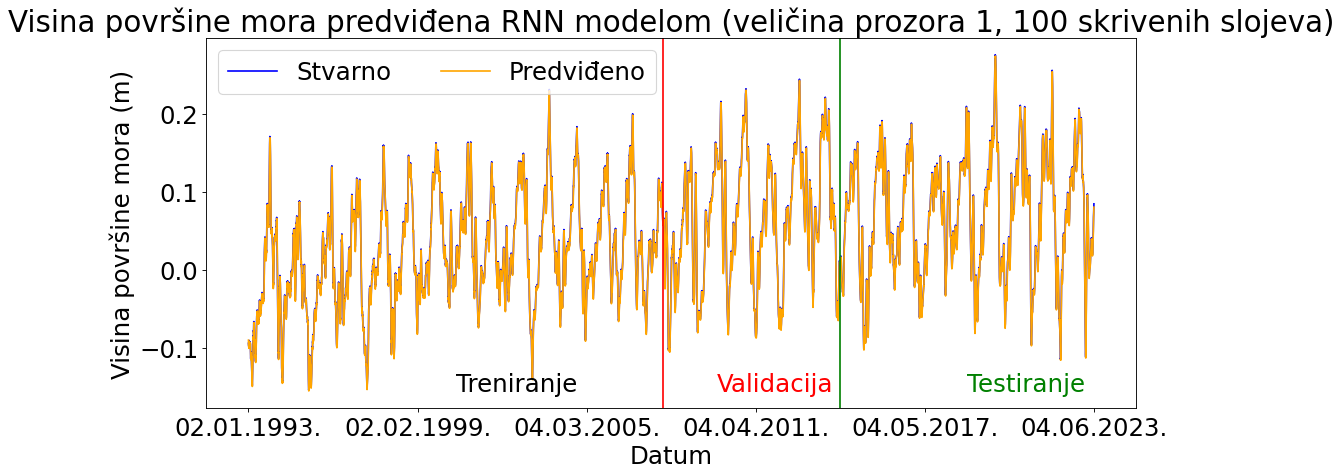 Visina površine mora predviđena RNN modelom (veličina prozora 1, 100 skrivenih slojeva)
Stvarno Predviđeno
Visina površine mora (m)
0.2
0.1
0.0
−0.1
Treniranje Validacija Testiranje
02.01.1993. 02.02.1999. 04.03.2005. 04.04.2011. 04.05.2017. 04.06.2023.
Datum